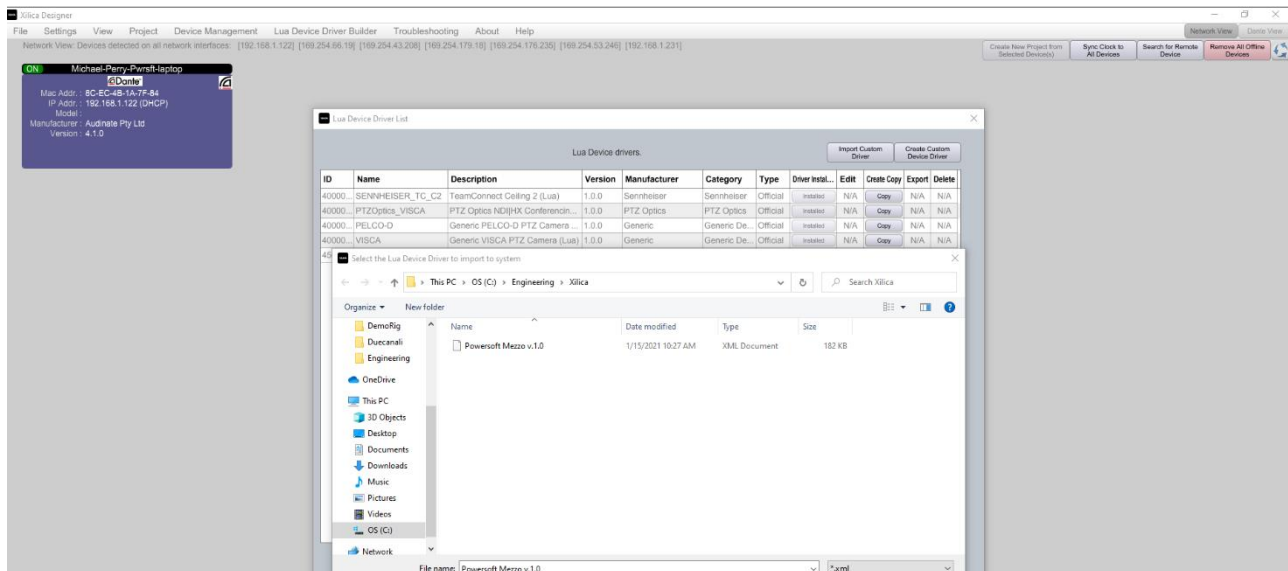 Xilica Designer
File Settings View Project Device Management Lua Device Driver Builder Troubleshooting About Help
Network View Dante View
Network View: Devices detected on all network interfaces: [192.168.1.122] [169.254.66.19] [169.254.43.208] [169.254.179.18] [169.254.176.235] [169.254.53.246] [192.168.1.231]
Create New Project from Selected Device(s)
Sync Clock to All Devices
Search for Remote Device
Remove All Offline Devices
ON Michael-Perry-Pwrsft-laptop
Dante
Mac Addr. : 8C-EC-4B-1A-7F-84
IP Addr. : 192.168.1.122 (DHCP)
Model :
Manufacturer : Audinate Pty Ltd
Version : 4.1.0
Lua Device Driver List
Lua Device drivers.
Import Custom Driver
Create Custom Device Driver
ID Name Description Version Manufacturer Category Type Driver Instal... Edit Create Copy Export Delete
40000... SENNHEISER_TC_C2 TeamConnect Ceiling 2 (Lua) 1.0.0 Sennheiser Sennheiser Official Installed N/A Copy N/A N/A
40000... PTZOptics_VISCA PTZ Optics NDI|HX Conferencin... 1.0.0 PTZ Optics PTZ Optics Official Installed N/A Copy N/A N/A
40000... PELCO-D Generic PELCO-D PTZ Camera ... 1.0.0 Generic Generic De... Official Installed N/A Copy N/A N/A
40000... VISCA Generic VISCA PTZ Camera (Lua) 1.0.0 Generic Generic De... Official Installed N/A Copy N/A N/A
45
Select the Lua Device Driver to import to system
This PC > OS (C:) > Engineering > Xilica
Search Xilica
Organize New folder
Name Date modified Type Size
Powersoft Mezzo v.1.0 1/15/2021 10:27 AM XML Document 182 KB
DemoRig
Duecanali
Engineering
OneDrive
This PC
3D Objects
Desktop
Documents
Downloads
Music
Pictures
Videos
OS (C:)
Network
File name: Powersoft Mezzo v.1.0 *.xml